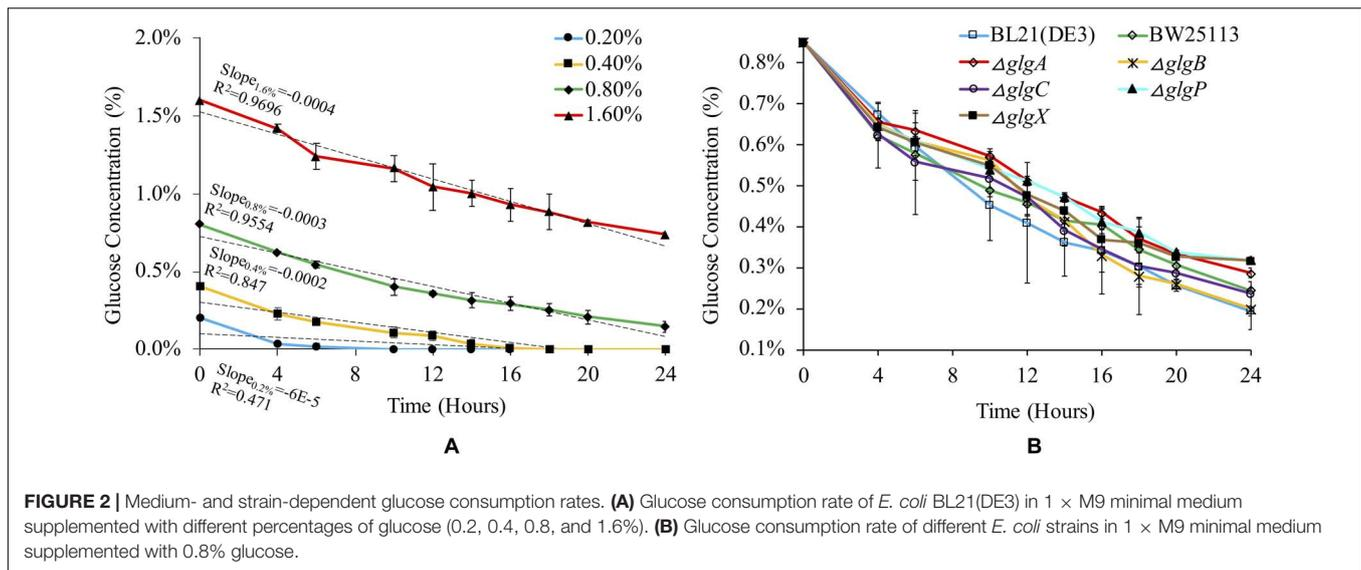 2.0%
1.5%
1.0%
0.5%
0.0%
Glucose Concentration (%)
0.20%
0.40%
0.80%
1.60%
Slope1.6%=-0.0004
R²=0.9696
Slope0.8%=-0.0003
R²=0.9554
Slope0.4%=-0.0002
R²=0.847
Slope0.2%=-6E-5
R²=0.471
0 4 8 12 16 20 24
Time (Hours)
A
0.8%
0.7%
0.6%
0.5%
0.4%
0.3%
0.2%
0.1%
Glucose Concentration (%)
BL21(DE3) BW25113
ΔglgA ΔglgB
ΔglgC ΔglgP
ΔglgX
0 4 8 12 16 20 24
Time (Hours)
B
FIGURE 2 | Medium- and strain-dependent glucose consumption rates. (A) Glucose consumption rate of E. coli BL21(DE3) in 1 × M9 minimal medium
supplemented with different percentages of glucose (0.2, 0.4, 0.8, and 1.6%). (B) Glucose consumption rate of different E. coli strains in 1 × M9 minimal medium
supplemented with 0.8% glucose.